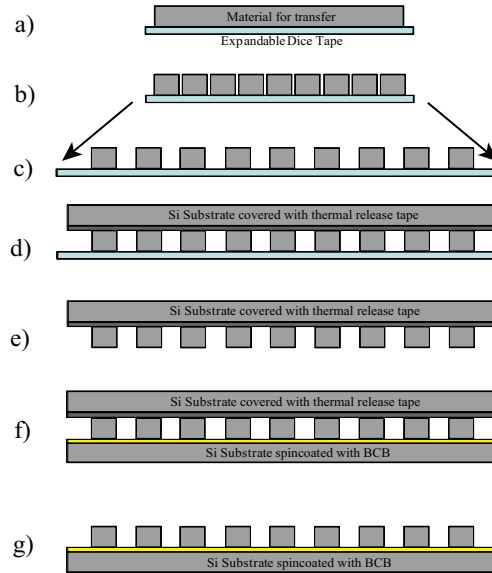 a)
Material for transfer
Expandable Dice Tape
b)
c)
Si Substrate covered with thermal release tape
d)
Si Substrate covered with thermal release tape
e)
Si Substrate covered with thermal release tape
f)
Si Substrate spincoated with BCB
g)
Si Substrate spincoated with BCB